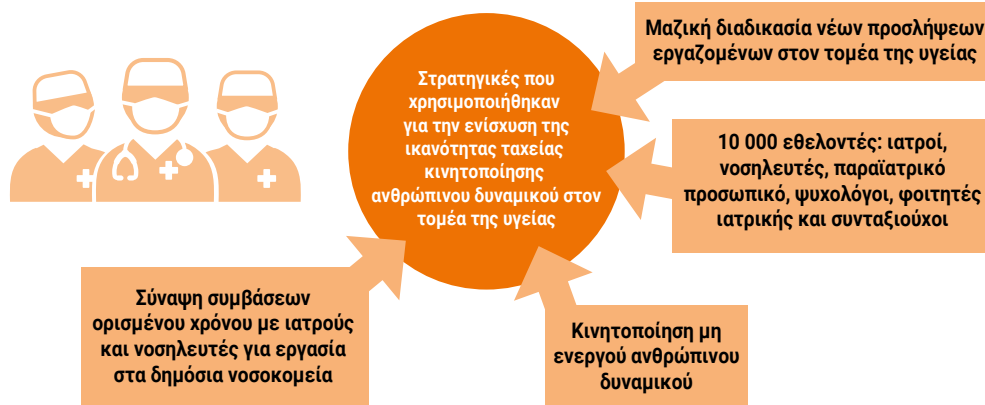 Στρατηγικές που
χρησιμοποιήθηκαν
για την ενίσχυση της
ικανότητας ταχείας
κινητοποίησης
ανθρώπινου δυναμικού στον
τομέα της υγείας
Μαζική διαδικασία νέων προσλήψεων
εργαζομένων στον τομέα της υγείας
10 000 εθελοντές: ιατροί,
νοσηλευτές, παραϊατρικό
προσωπικό, ψυχολόγοι, φοιτητές
ιατρικής και συνταξιούχοι
Σύναψη συμβάσεων
ορισμένου χρόνου με ιατρούς
και νοσηλευτές για εργασία
στα δημόσια νοσοκομεία
Κινητοποίηση μη
ενεργού ανθρώπινου
δυναμικού